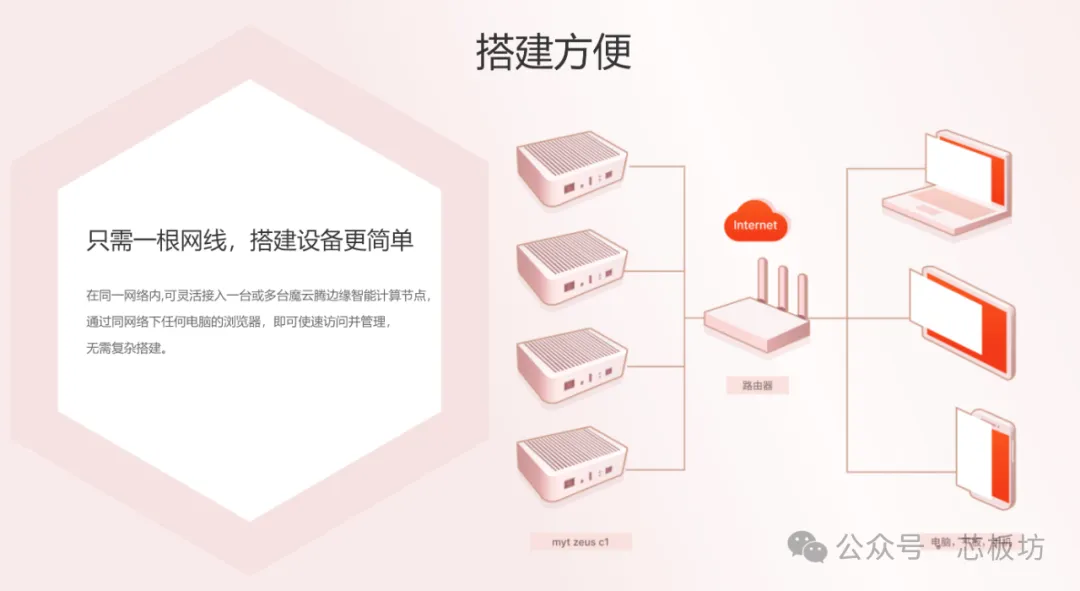 搭建方便
只需一根网线，搭建设备更简单
在同一网络内,可灵活接入一台或多台魔云腾边缘智能计算节点，
通过同网络下任何电脑的浏览器，即可使速访问并管理，
无需复杂搭建。
Internet
路由器
myt zeus c1
电脑，
公众号 芯板坊